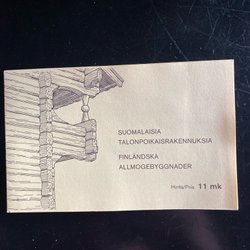 SUOMALAISIA
TALONPOIKAISRAKENNUKSIA
FINLÄNDSKA
ALLMOGEBYGGNADER
Hinta/Pris 11 mk